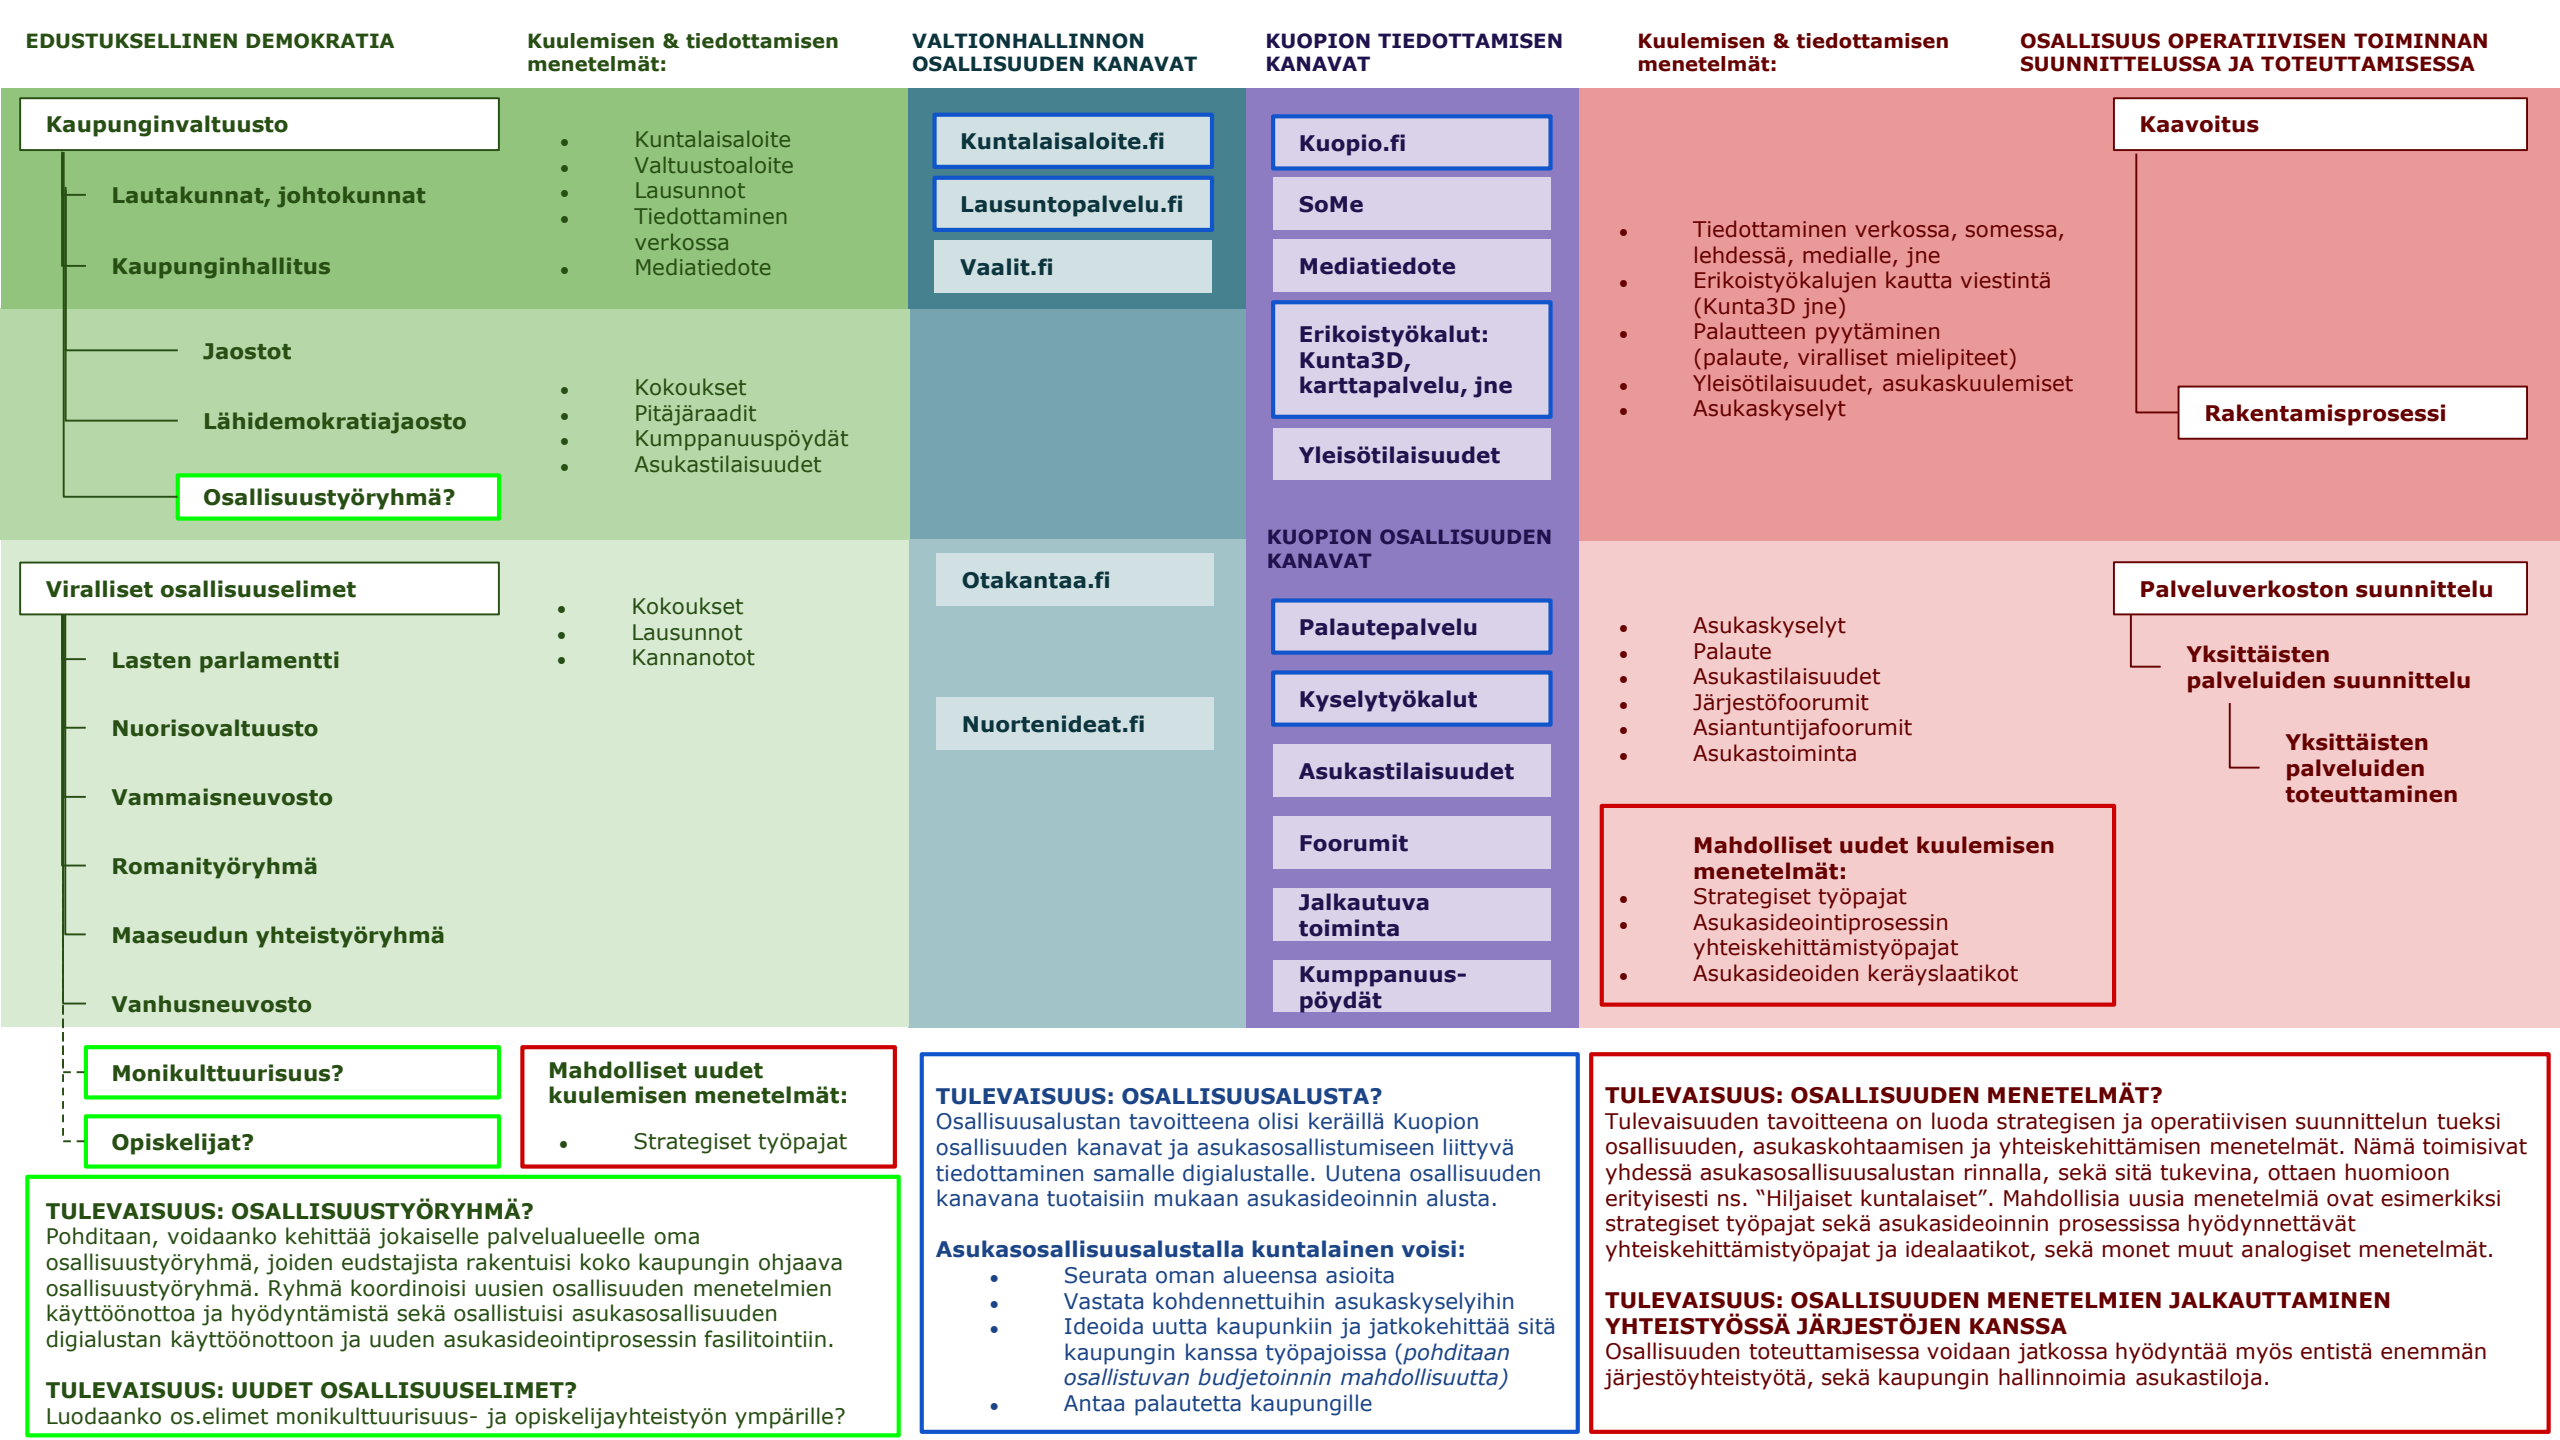 EDUSTUKSELLINEN DEMOKRATIA
Kuulemisen & tiedottamisen
menetelmät:
VALTIONHALLINNON
OSALLISUUDEN KANAVAT
KUOPION TIEDOTTAMISEN
KANAVAT
Kuulemisen & tiedottamisen
menetelmät:
OSALLISUUS OPERATIIVISEN TOIMINNAN
SUUNNITTELUSSA JA TOTEUTTAMISESSA
Kaupunginvaltuusto
Lautakunnat, johtokunnat
Kaupunginhallitus
Jaostot
Lähidemokratiajaosto
Osallisuustyöryhmä?
• Kuntalaisaloite
• Valtuustoaloite
• Lausunnot
• Tiedottaminen
verkossa
• Mediatiedote
• Kokoukset
• Pitäjäraadit
• Kumppanuuspöydät
• Asukastilaisuudet
Kuntalaisaloite.fi
Lausuntopalvelu.fi
Vaalit.fi
Kuopio.fi
SoMe
Mediatiedote
Erikoistyökalut:
Kunta3D,
karttapalvelu, jne
Yleisötilaisuudet
• Tiedottaminen verkossa, somessa,
lehdessä, medialle, jne
• Erikoistyökalujen kautta viestintä
(Kunta3D jne)
• Palautteen pyytäminen
(palaute, viralliset mielipiteet)
• Yleisötilaisuudet, asukaskuulemiset
• Asukaskyselyt
Kaavoitus
Rakentamisprosessi
Viralliset osallisuuselimet
Lasten parlamentti
Nuorisovaltuusto
Vammaisneuvosto
Romanityöryhmä
Maaseudun yhteistyöryhmä
Vanhusneuvosto
Monikulttuurisuus?
Opiskelijat?
• Kokoukset
• Lausunnot
• Kannanotot
Otakantaa.fi
Nuortenideat.fi
KUOPION OSALLISUUDEN
KANAVAT
Palautepalvelu
Kyselytyökalut
Asukastilaisuudet
Foorumit
Jalkautuva
toiminta
Kumppanuus-
pöydät
• Asukaskyselyt
• Palaute
• Asukastilaisuudet
• Järjestöfoorumit
• Asiantuntijafoorumit
• Asukastoiminta
Palveluverkoston suunnittelu
Yksittäisten
palveluiden suunnittelu
Yksittäisten
palveluiden
toteuttaminen
Mahdolliset uudet kuulemisen
menetelmät:
• Strategiset työpajat
• Asukasideointiprosessin
yhteiskehittämistyöpajat
• Asukasideoiden keräyslaatikot
Mahdolliset uudet
kuulemisen menetelmät:
• Strategiset työpajat
TULEVAISUUS: OSALLISUUSTYÖRYHMÄ?
Pohditaan, voidaanko kehittää jokaiselle palvelualueelle oma
osallisuustyöryhmä, joiden eudstajista rakentuisi koko kaupungin ohjaava
osallisuustyöryhmä. Ryhmä koordinoisi uusien osallisuuden menetelmien
käyttöönottoa ja hyödyntämistä sekä osallistuisi asukasosallisuuden
digialustan käyttöönottoon ja uuden asukasideointiprosessin fasilitointiin.
TULEVAISUUS: UUDET OSALLISUUSELIMET?
Luodaanko os.elimet monikulttuurisuus- ja opiskelijayhteistyön ympärille?
TULEVAISUUS: OSALLISUUSALUSTA?
Osallisuusalustan tavoitteena olisi keräillä Kuopion
osallisuuden kanavat ja asukasosallistumiseen liittyvä
tiedottaminen samalle digialustalle. Uutena osallisuuden
kanavana tuotaisiin mukaan asukasideoinnin alusta.
Asukasosallisuusalustalla kuntalainen voisi:
• Seurata oman alueensa asioita
• Vastata kohdennettuihin asukaskyselyihin
• Ideoida uutta kaupunkiin ja jatkokehittää sitä
kaupungin kanssa työpajoissa (pohditaan
osallistuvan budjetoinnin mahdollisuutta)
• Antaa palautetta kaupungille
TULEVAISUUS: OSALLISUUDEN MENETELMÄT?
Tulevaisuuden tavoitteena on luoda strategisen ja operatiivisen suunnittelun tueksi
osallisuuden, asukaskohtaamisen ja yhteiskehittämisen menetelmät. Nämä toimisivat
yhdessä asukasosallisuusalustan rinnalla, sekä sitä tukevina, ottaen huomioon
erityisesti ns. “Hiljaiset kuntalaiset”. Mahdollisia uusia menetelmiä ovat esimerkiksi
strategiset työpajat sekä asukasideoinnin prosessissa hyödynnettävät
yhteiskehittämistyöpajat ja idealaatikot, sekä monet muut analogiset menetelmät.
TULEVAISUUS: OSALLISUUDEN MENETELMIEN JALKAUTTAMINEN
YHTEISTYÖSSÄ JÄRJESTÖJEN KANSSA
Osallisuuden toteuttamisessa voidaan jatkossa hyödyntää myös entistä enemmän
järjestöyhteistyötä, sekä kaupungin hallinnoimia asukastiloja.